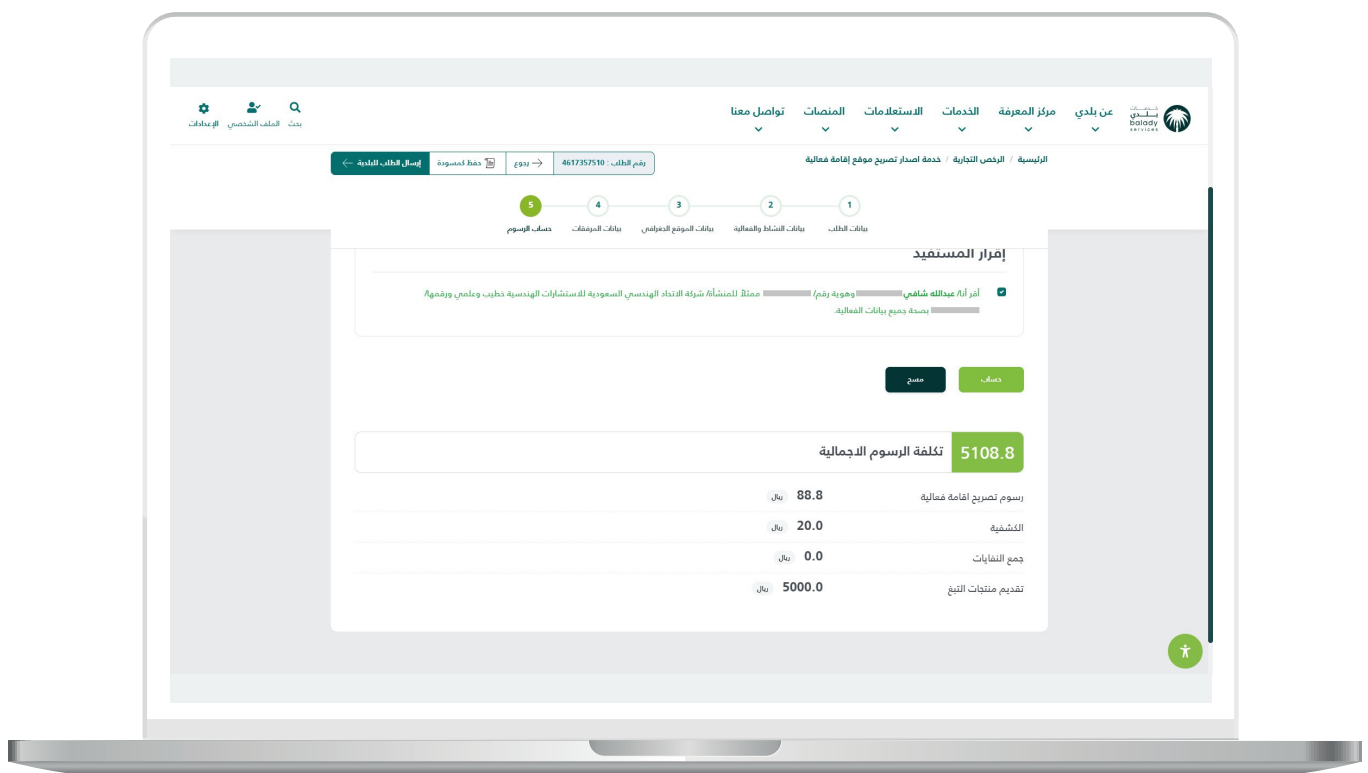 خدمات
بلدي
balady
services
عن بلدي
مركز المعرفة
الخدمات
الاستعلامات
المنصات
تواصل معنا
بحث
الملف الشخصي
الإعدادات
الرئيسية / الرخص التجارية / خدمة اصدار تصريح موقع إقامة فعالية
رقم الطلب : 4617357510
رجوع
حفظ كمسودة
إرسال الطلب للبلدية
1
2
3
4
5
بيانات الطلب
بيانات النشاط والفعالية
بيانات الموقع الجغرافي
بيانات المرفقات
حساب الرسوم
إقرار المستفيد
أقر أنا/ عبدالله شافي وهوية رقم/ ممثلاً للمنشأة/ شركة الاتحاد الهندسي السعودية للاستشارات الهندسية خطيب وعلمي ورقمها/
بصحة جميع بيانات الفعالية.
حساب
مسح
5108.8 تكلفة الرسوم الاجمالية
رسوم تصريح اقامة فعالية 88.8 ريال
الكشفية 20.0 ريال
جمع النفايات 0.0 ريال
تقديم منتجات التبغ 5000.0 ريال